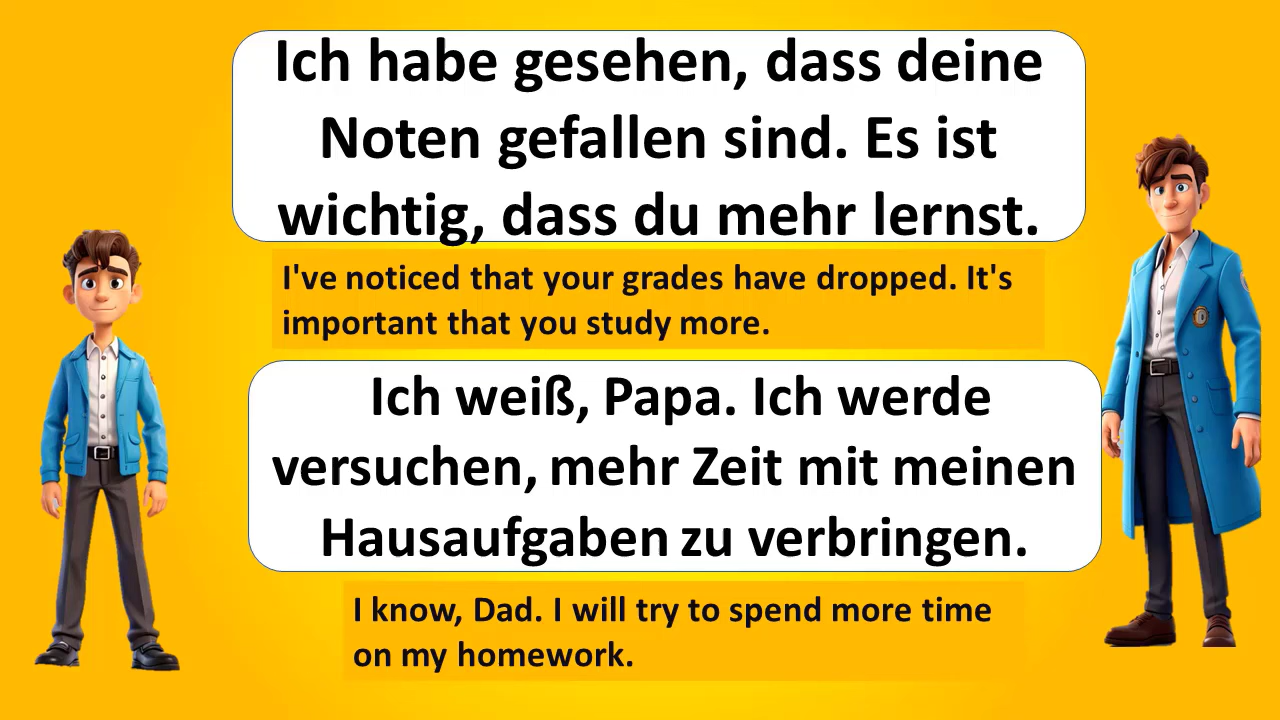 Ich habe gesehen, dass deine
Noten gefallen sind. Es ist
wichtig, dass du mehr lernst.
I've noticed that your grades have dropped. It's
important that you study more.
Ich weiß, Papa. Ich werde
versuchen, mehr Zeit mit meinen
Hausaufgaben zu verbringen.
I know, Dad. I will try to spend more time
on my homework.